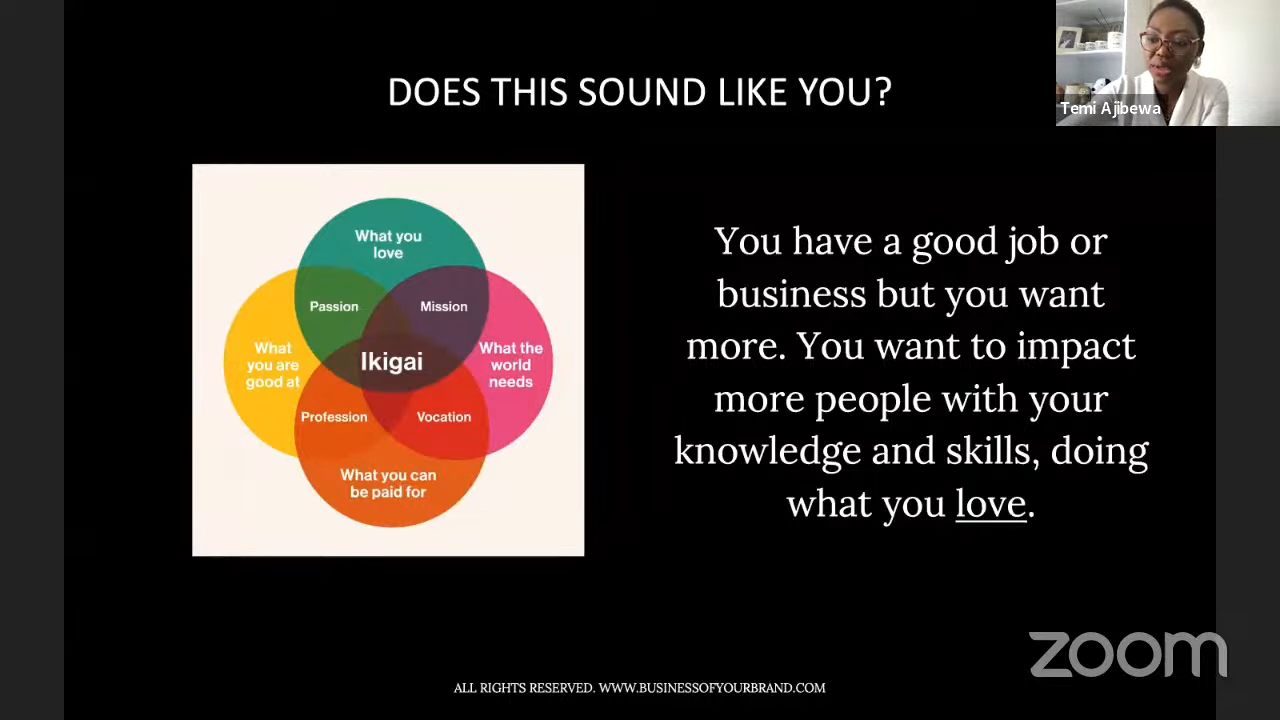 DOES THIS SOUND LIKE YOU?
Temi Ajibewa
What you
love
Passion
Mission
What
you are
good at
Ikigai
What the
world
needs
Profession
Vocation
What you can
be paid for
You have a good job or
business but you want
more. You want to impact
more people with your
knowledge and skills, doing
what you love.
zoom
ALL RIGHTS RESERVED. WWW.BUSINESSOFYOURBRAND.COM